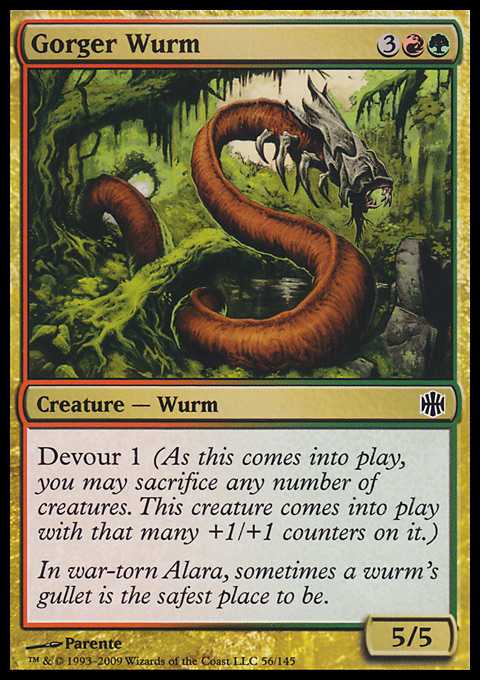 Gorger Wurm 3
Creature — Wurm
Devour 1 (As this comes into play,
you may sacrifice any number of
creatures. This creature comes into play
with that many +1/+1 counters on it.)
In war-torn Alara, sometimes a wurm's
gullet is the safest place to be.
Parente
5/5
™ & © 1993–2009 Wizards of the Coast LLC 56/145